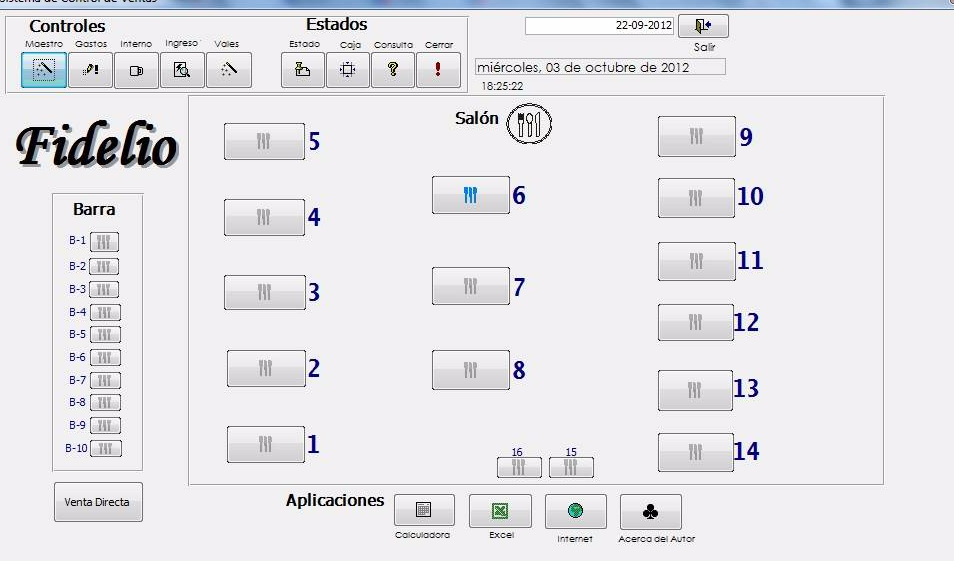 Sistema de Control de Ventas
Controles
Maestro Gastos Interno Ingreso Vales
Estados
Estado Caja Consulta Cerrar
22-09-2012
Salir
miércoles, 03 de octubre de 2012
18:25:22
Fidelio
Salón
5
4
3
2
1
6
7
8
9
10
11
12
13
14
16 15
Barra
B-1
B-2
B-3
B-4
B-5
B-6
B-7
B-8
B-9
B-10
Venta Directa
Aplicaciones
Calculadora Excel Internet Acerca del Autor